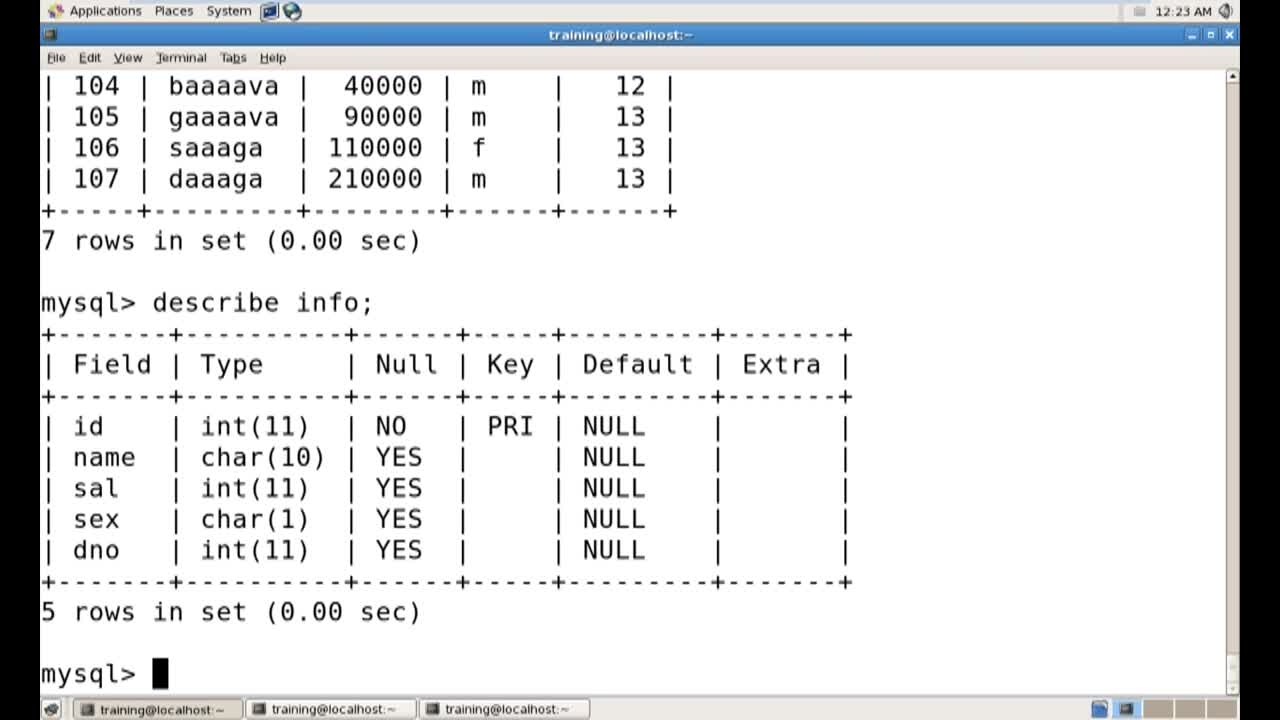 Applications Places System 12:23 AM
training@localhost:~
File Edit View Terminal Tabs Help
| 104 | baaaava | 40000 | m | 12 |
| 105 | gaaaava | 90000 | m | 13 |
| 106 | saaaga | 110000 | f | 13 |
| 107 | daaaga | 210000 | m | 13 |
+-----+---------+--------+------+------+
7 rows in set (0.00 sec)
mysql> describe info;
+-------+----------+------+-----+---------+-------+
| Field | Type | Null | Key | Default | Extra |
+-------+----------+------+-----+---------+-------+
| id | int(11) | NO | PRI | NULL | |
| name | char(10) | YES | | NULL | |
| sal | int(11) | YES | | NULL | |
| sex | char(1) | YES | | NULL | |
| dno | int(11) | YES | | NULL | |
+-------+----------+------+-----+---------+-------+
5 rows in set (0.00 sec)
mysql>
training@localhost:~ training@localhost:~ training@localhost:~